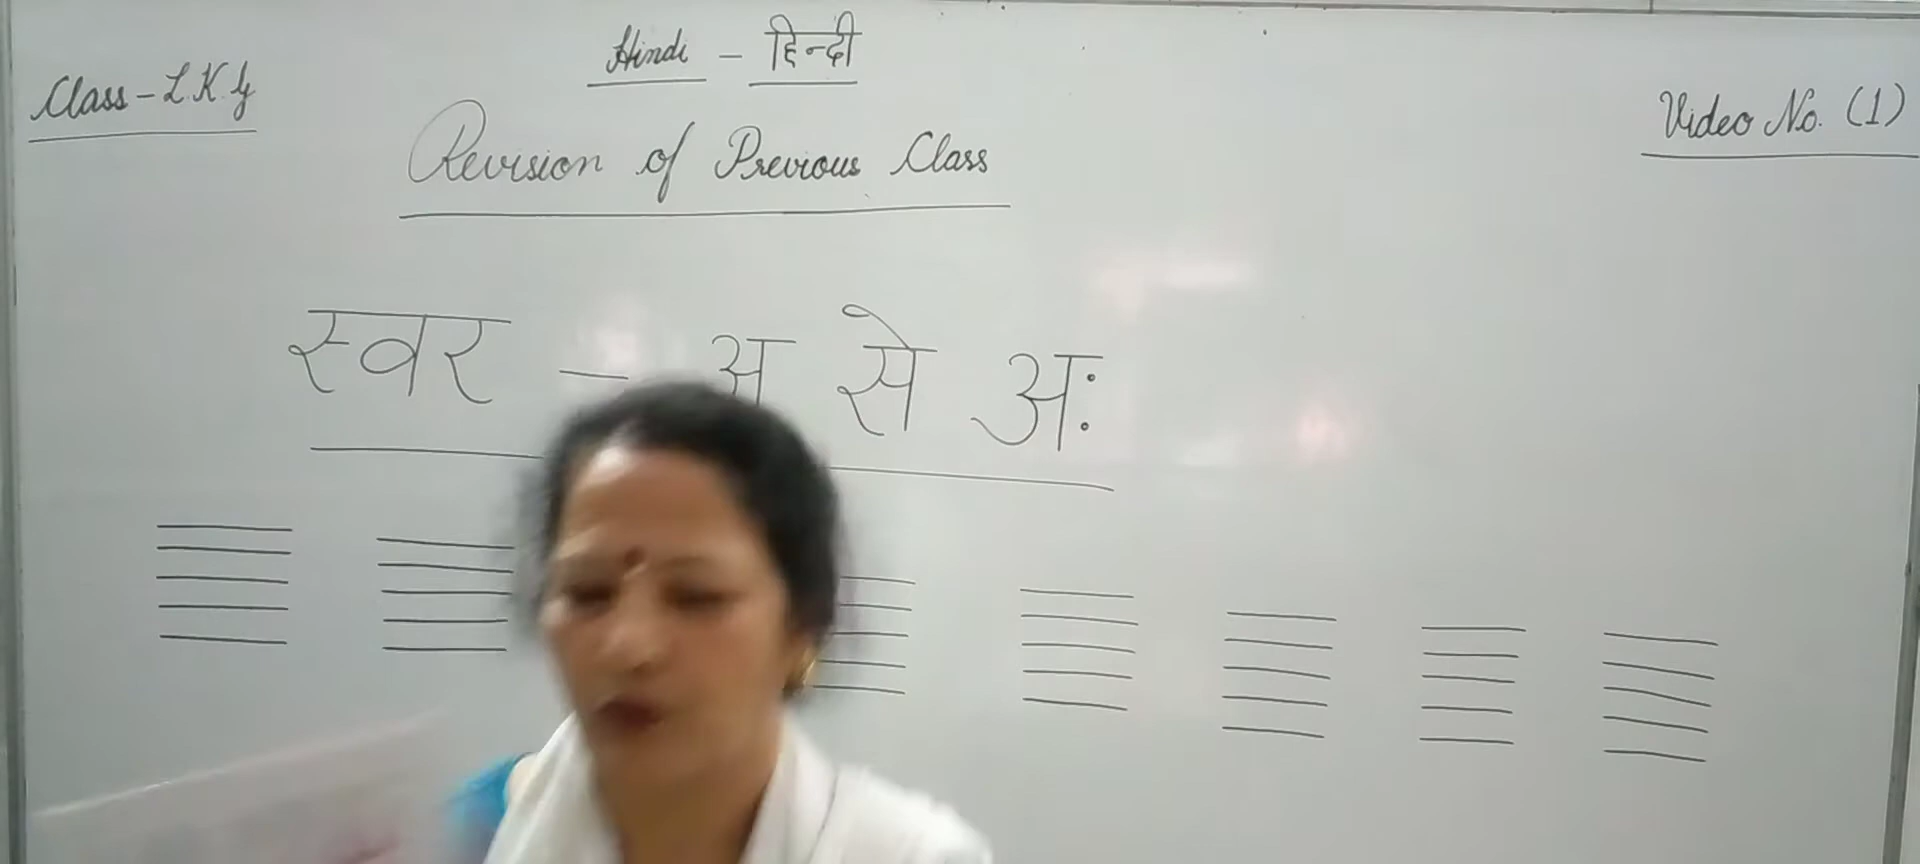 Hindi - हिन्दी
Class - L.K.G
Video No. (1)
Revision of Previous Class
स्वर - अ से अः